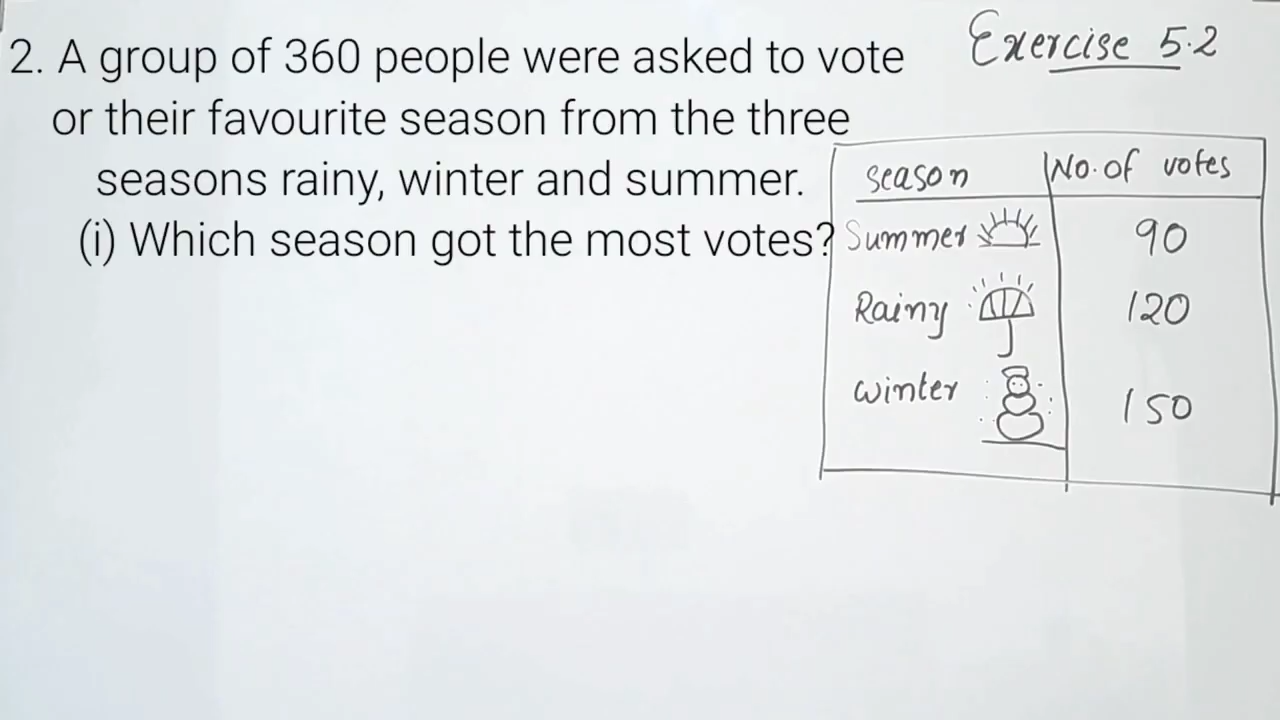 Exercise 5.2
2. A group of 360 people were asked to vote
or their favourite season from the three
seasons rainy, winter and summer.
(i) Which season got the most votes?
season No. of votes
Summer 90
Rainy 120
winter 150